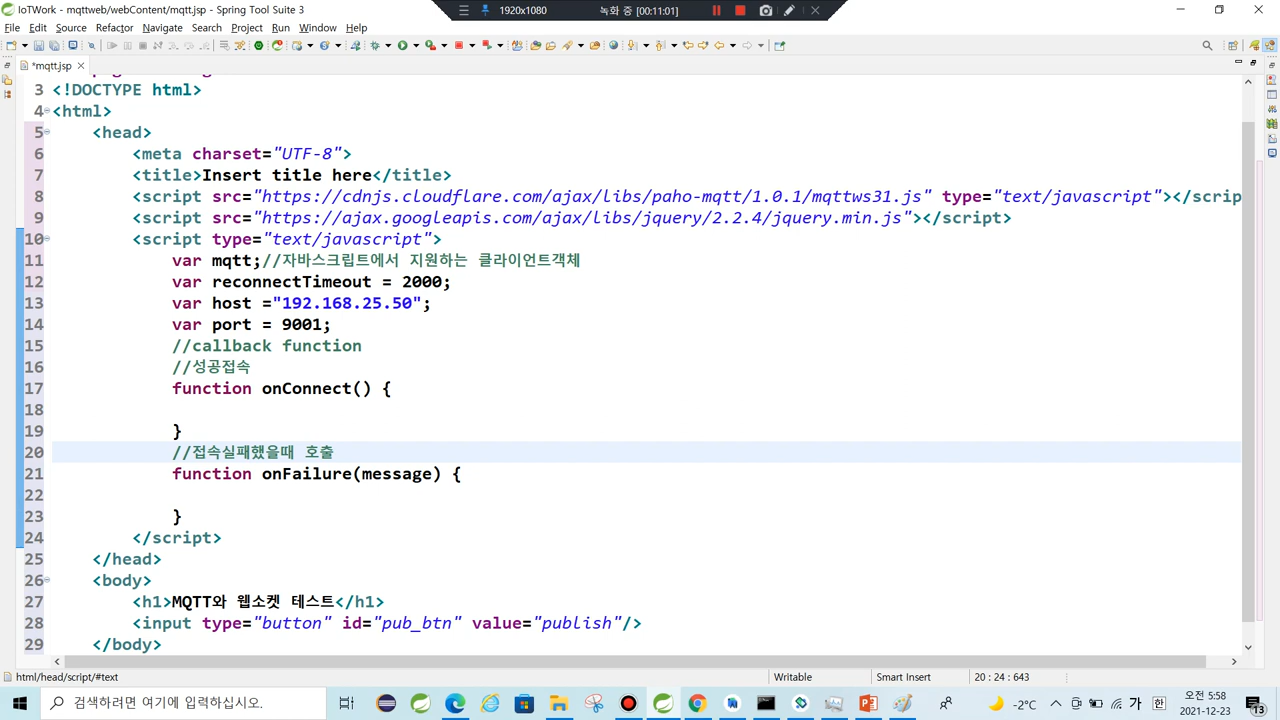 IoTWork - mqttweb/webContent/mqtt.jsp - Spring Tool Suite 3
1920x1080
녹화 중 [00:11:01]
File Edit Source Refactor Navigate Search Project Run Window Help
*mqtt.jsp
3 <!DOCTYPE html>
4 <html>
5 <head>
6 <meta charset="UTF-8">
7 <title>Insert title here</title>
8 <script src="https://cdnjs.cloudflare.com/ajax/libs/paho-mqtt/1.0.1/mqttws31.js" type="text/javascript"></scrip
9 <script src="https://ajax.googleapis.com/ajax/libs/jquery/2.2.4/jquery.min.js"></script>
10 <script type="text/javascript">
11 var mqtt;//자바스크립트에서 지원하는 클라이언트객체
12 var reconnectTimeout = 2000;
13 var host ="192.168.25.50";
14 var port = 9001;
15 //callback function
16 //성공접속
17 function onConnect() {
18
19 }
20 //접속실패했을때 호출
21 function onFailure(message) {
22
23 }
24 </script>
25 </head>
26 <body>
27 <h1>MQTT와 웹소켓 테스트</h1>
28 <input type="button" id="pub_btn" value="publish"/>
29 </body>
html/head/script/#text
Writable
Smart Insert
20 : 24 : 643
검색하려면 여기에 입력하십시오.
-2°C
가
한
오전 5:58
2021-12-23
13